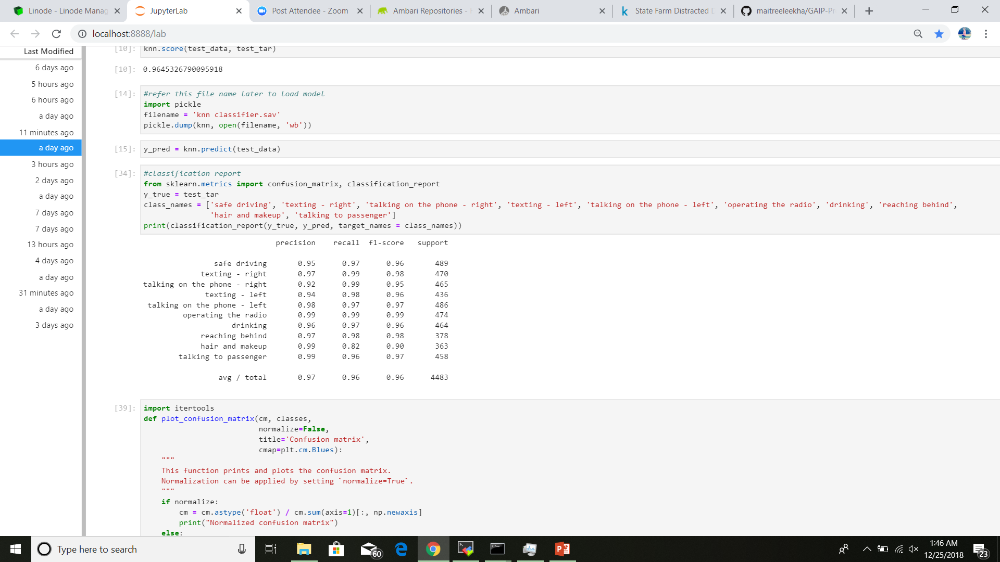 Linode - Linode Manag
JupyterLab
Post Attendee - Zoom
Ambari Repositories -
Ambari
State Farm Distracted D
maitreeleekha/GAIP-Pr
localhost:8888/lab
Last Modified
6 days ago
5 hours ago
6 hours ago
a day ago
11 minutes ago
a day ago
3 hours ago
2 days ago
a day ago
7 days ago
7 days ago
13 hours ago
4 days ago
a day ago
31 minutes ago
a day ago
3 days ago
[10]: knn.score(test_data, test_tar)
[10]: 0.9645326790095918
[14]: #refer this file name later to load model
import pickle
filename = 'knn classifier.sav'
pickle.dump(knn, open(filename, 'wb'))
[15]: y_pred = knn.predict(test_data)
[34]: #classification report
from sklearn.metrics import confusion_matrix, classification_report
y_true = test_tar
class_names = ['safe driving', 'texting - right', 'talking on the phone - right', 'texting - left', 'talking on the phone - left', 'operating the radio', 'drinking', 'reaching behind',
'hair and makeup', 'talking to passenger']
print(classification_report(y_true, y_pred, target_names = class_names))
precision recall f1-score support
safe driving 0.95 0.97 0.96 489
texting - right 0.97 0.99 0.98 470
talking on the phone - right 0.92 0.99 0.95 465
texting - left 0.94 0.98 0.96 436
talking on the phone - left 0.98 0.97 0.97 486
operating the radio 0.99 0.99 0.99 474
drinking 0.96 0.97 0.96 464
reaching behind 0.97 0.98 0.98 378
hair and makeup 0.99 0.82 0.90 363
talking to passenger 0.99 0.96 0.97 458
avg / total 0.97 0.96 0.96 4483
[39]: import itertools
def plot_confusion_matrix(cm, classes,
normalize=False,
title='Confusion matrix',
cmap=plt.cm.Blues):
"""
This function prints and plots the confusion matrix.
Normalization can be applied by setting `normalize=True`.
"""
if normalize:
cm = cm.astype('float') / cm.sum(axis=1)[:, np.newaxis]
print("Normalized confusion matrix")
else:
Type here to search
60
1:46 AM
12/25/2018
23